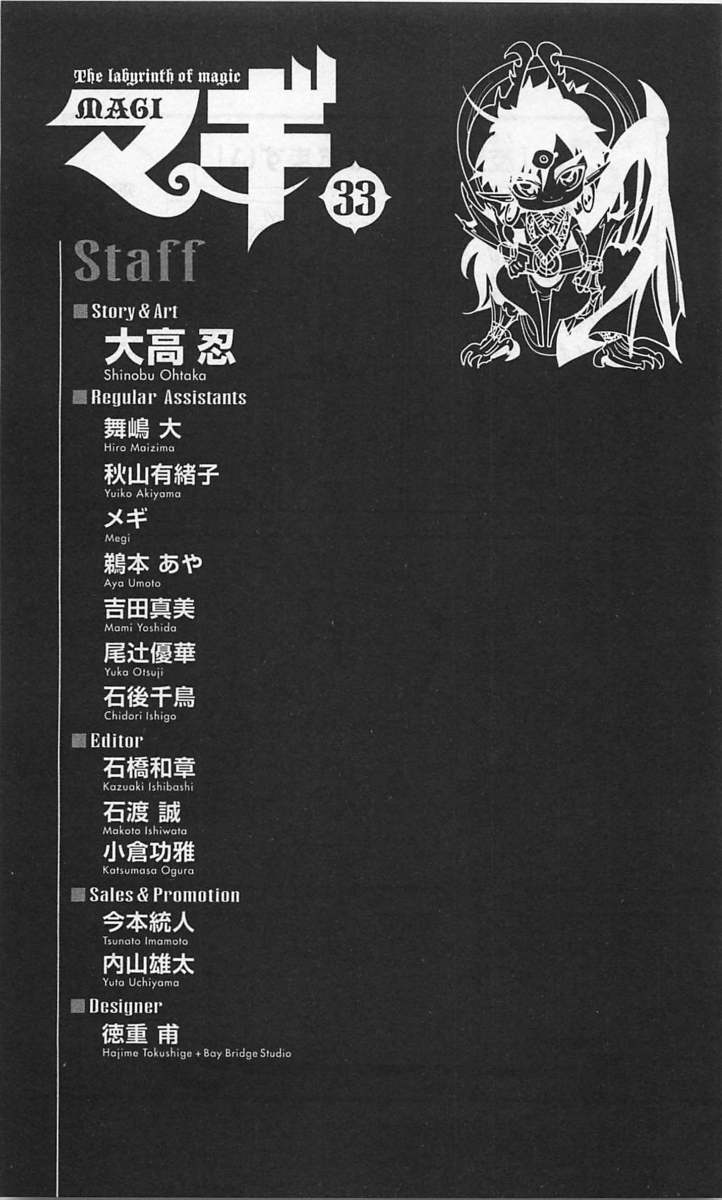 The labyrinth of magic
MAGI
マギ
33
Staff
Story & Art
大高 忍
Shinobu Ohtaka
Regular Assistants
舞嶋 大
Hiro Maizima
秋山有緒子
Yuiko Akiyama
メギ
Megi
鵜本 あや
Aya Umoto
吉田真美
Mami Yoshida
尾辻優華
Yuka Otsuji
石後千鳥
Chidori Ishigo
Editor
石橋和章
Kazuaki Ishibashi
石渡 誠
Makoto Ishiwata
小倉功雅
Katsumasa Ogura
Sales & Promotion
今本統人
Tsunato Imamoto
内山雄太
Yuta Uchiyama
Designer
徳重 甫
Hajime Tokushige + Bay Bridge Studio